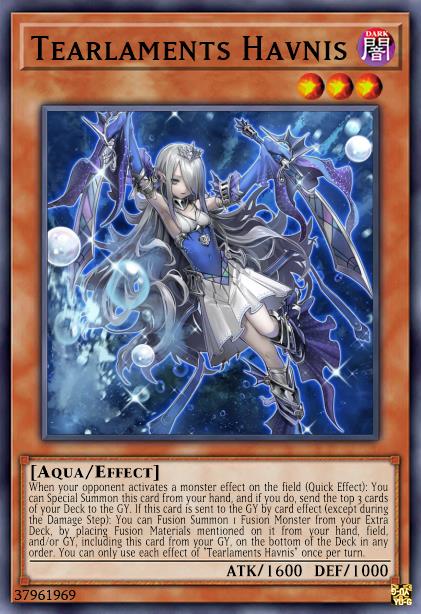 TEARLAMENTS HAVNIS
DARK
闇
[AQUA/EFFECT]
When your opponent activates a monster effect on the field (Quick Effect): You
can Special Summon this card from your hand, and if you do, send the top 3 cards
of your Deck to the GY. If this card is sent to the GY by card effect (except during
the Damage Step): You can Fusion Summon 1 Fusion Monster from your Extra
Deck, by placing Fusion Materials mentioned on it from your hand, field,
and/or GY, including this card from your GY, on the bottom of the Deck in any
order. You can only use each effect of "Tearlaments Havnis" once per turn.
ATK/1600 DEF/1000
37961969